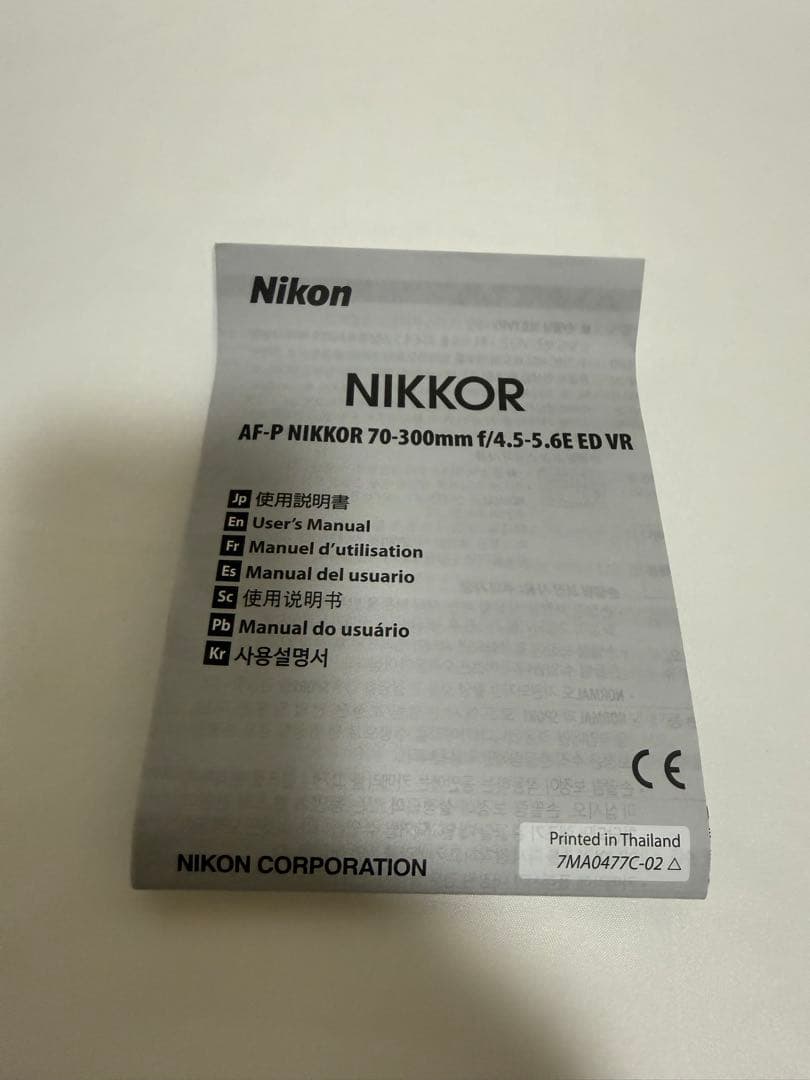 Nikon
NIKKOR
AF-P NIKKOR 70-300mm f/4.5-5.6E ED VR
Jp 使用説明書
En User's Manual
Fr Manuel d'utilisation
Es Manual del usuario
Sc 使用说明书
Pb Manual do usuário
Kr 사용설명서
CE
Printed in Thailand
7MA0477C-02 △
NIKON CORPORATION